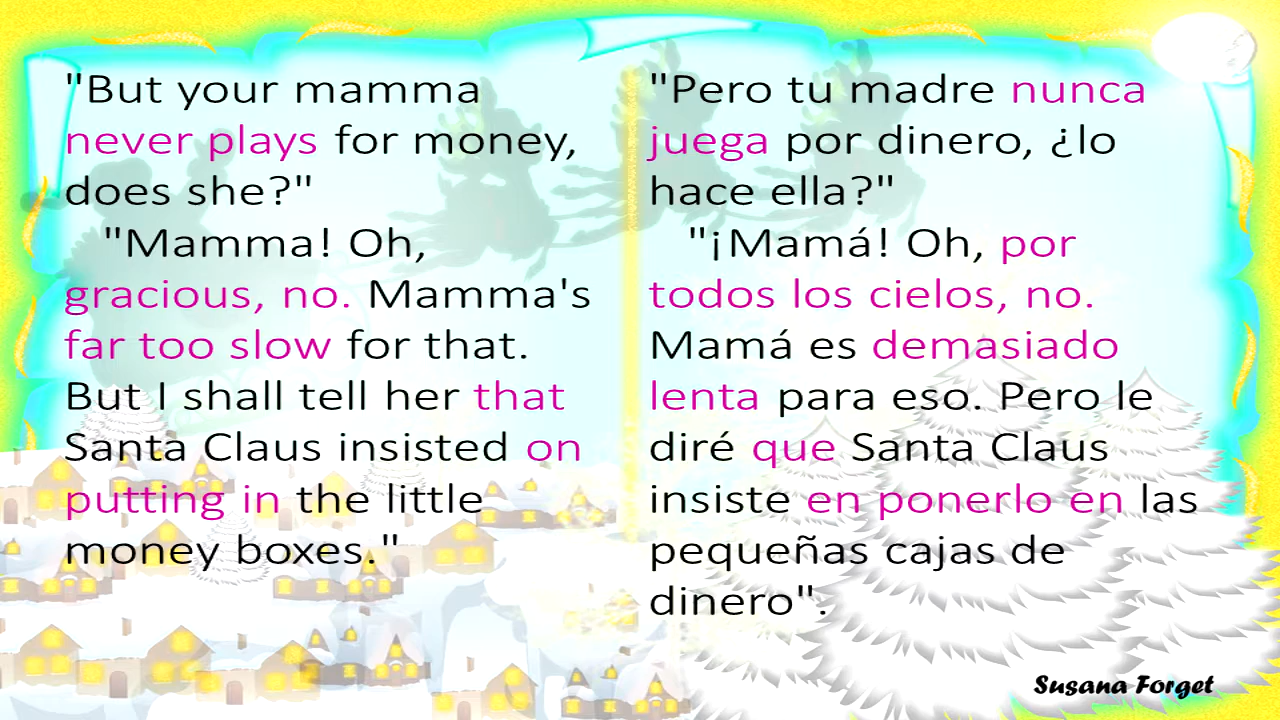 "But your mamma
never plays for money,
does she?"
"Mamma! Oh,
gracious, no. Mamma's
far too slow for that.
But I shall tell her that
Santa Claus insisted on
putting in the little
money boxes."
"Pero tu madre nunca
juega por dinero, ¿lo
hace ella?"
"¡Mamá! Oh, por
todos los cielos, no.
Mamá es demasiado
lenta para eso. Pero le
diré que Santa Claus
insiste en ponerlo en las
pequeñas cajas de
dinero".
Susana Forget